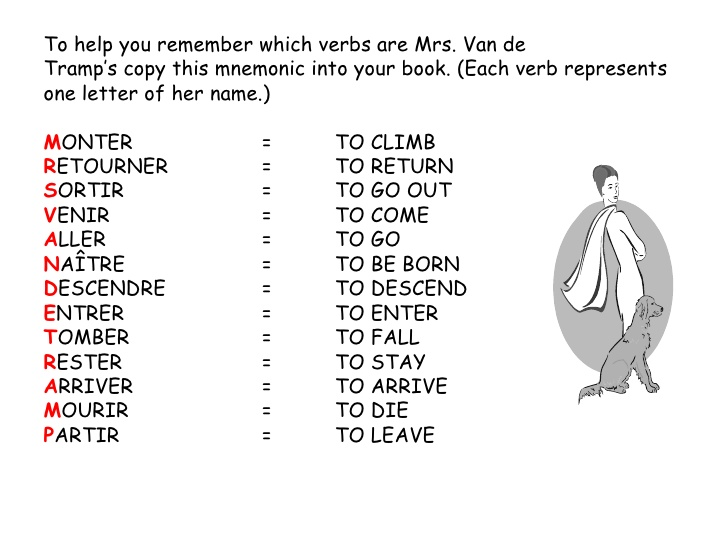 To help you remember which verbs are Mrs. Van de
Tramp’s copy this mnemonic into your book. (Each verb represents
one letter of her name.)
MONTER = TO CLIMB
RETOURNER = TO RETURN
SORTIR = TO GO OUT
VENIR = TO COME
ALLER = TO GO
NAÎTRE = TO BE BORN
DESCENDRE = TO DESCEND
ENTRER = TO ENTER
TOMBER = TO FALL
RESTER = TO STAY
ARRIVER = TO ARRIVE
MOURIR = TO DIE
PARTIR = TO LEAVE